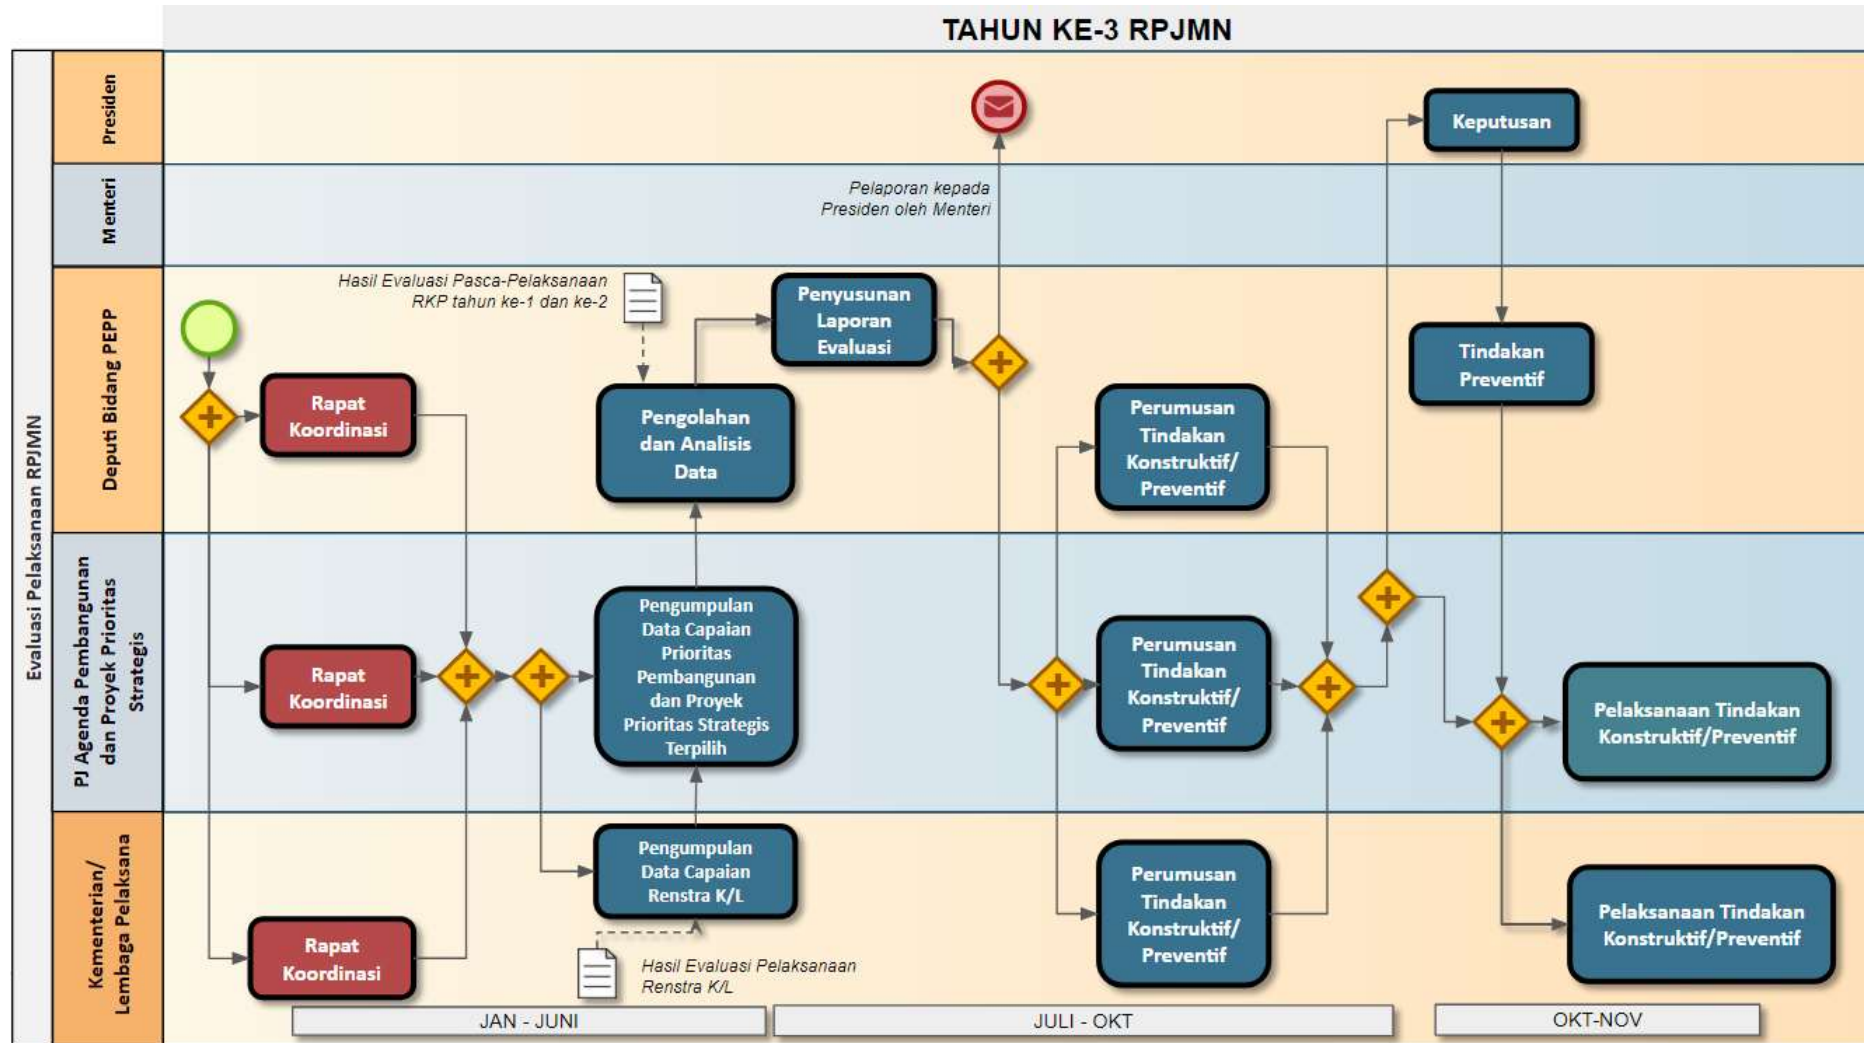 TAHUN KE-3 RPJMN
Evaluasi Pelaksanaan RPJMN
Presiden
Keputusan
Menteri
Pelaporan kepada
Presiden oleh Menteri
Deputi Bidang PEPP
Rapat
Koordinasi
Hasil Evaluasi Pasca-Pelaksanaan
RKP tahun ke-1 dan ke-2
Pengolahan
dan Analisis
Data
Penyusunan
Laporan
Evaluasi
Perumusan
Tindakan
Konstruktif/
Preventif
Tindakan
Preventif
PJ Agenda Pembangunan
dan Proyek Prioritas
Strategis
Rapat
Koordinasi
Pengumpulan
Data Capaian
Prioritas
Pembangunan
dan Proyek
Prioritas Strategis
Terpilih
Perumusan
Tindakan
Konstruktif/
Preventif
Pelaksanaan Tindakan
Konstruktif/Preventif
Kementerian/
Lembaga Pelaksana
Rapat
Koordinasi
Pengumpulan
Data Capaian
Renstra K/L
Hasil Evaluasi Pelaksanaan
Renstra K/L
Perumusan
Tindakan
Konstruktif/
Preventif
Pelaksanaan Tindakan
Konstruktif/Preventif
JAN - JUNI
JULI - OKT
OKT-NOV